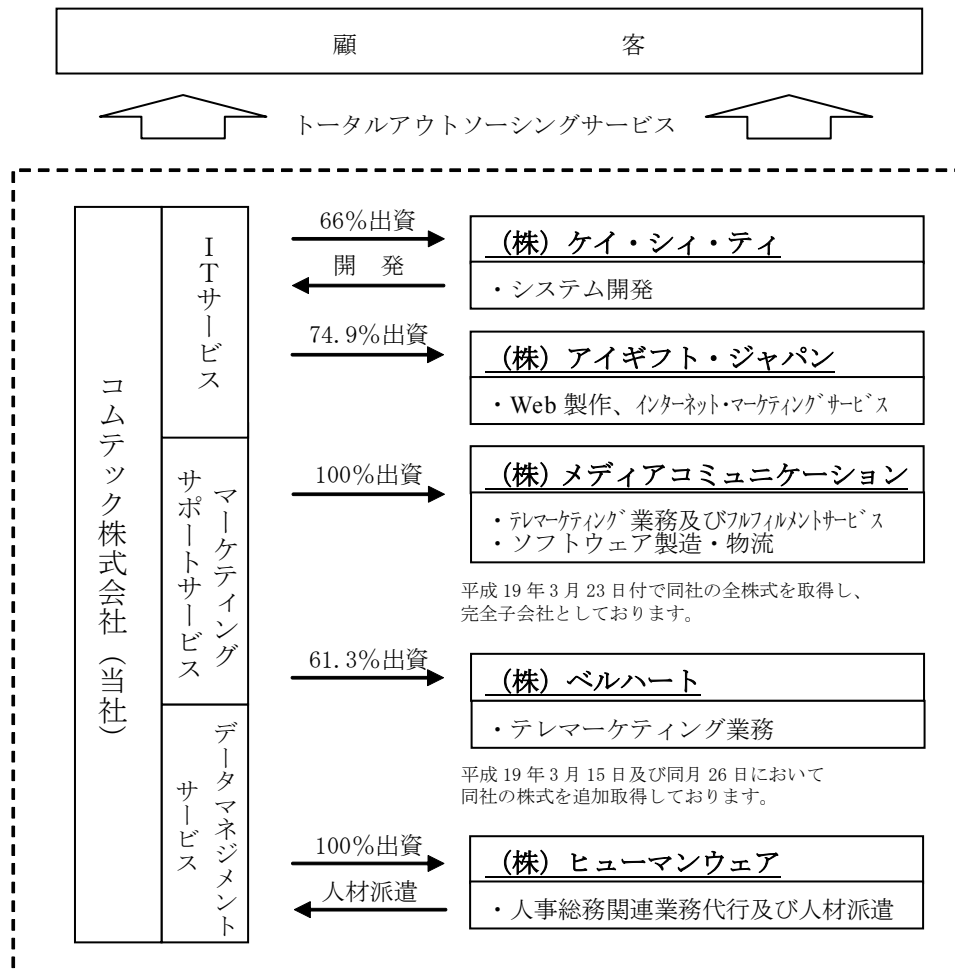 顧 客
トータルアウトソーシングサービス
コムテック株式会社（当社）
ITサービス
マーケティング
サポートサービス
データマネジメント
サービス
66％出資
開 発
（株）ケイ・シィ・ティ
・システム開発
74.9％出資
（株）アイギフト・ジャパン
・Web 製作、ｲﾝﾀｰﾈｯﾄ・ﾏｰｹﾃｨﾝｸﾞｻｰﾋﾞｽ
100％出資
（株）メディアコミュニケーション
・ﾃﾚﾏｰｹﾃｨﾝｸﾞ業務及びﾌﾙﾌｨﾙﾒﾝﾄｻｰﾋﾞｽ
・ソフトウェア製造・物流
平成 19 年 3 月 23 日付で同社の全株式を取得し、
完全子会社としております。
61.3％出資
（株）ベルハート
・テレマーケティング業務
平成 19 年 3 月 15 日及び同月 26 日において
同社の株式を追加取得しております。
100％出資
人材派遣
（株）ヒューマンウェア
・人事総務関連業務代行及び人材派遣